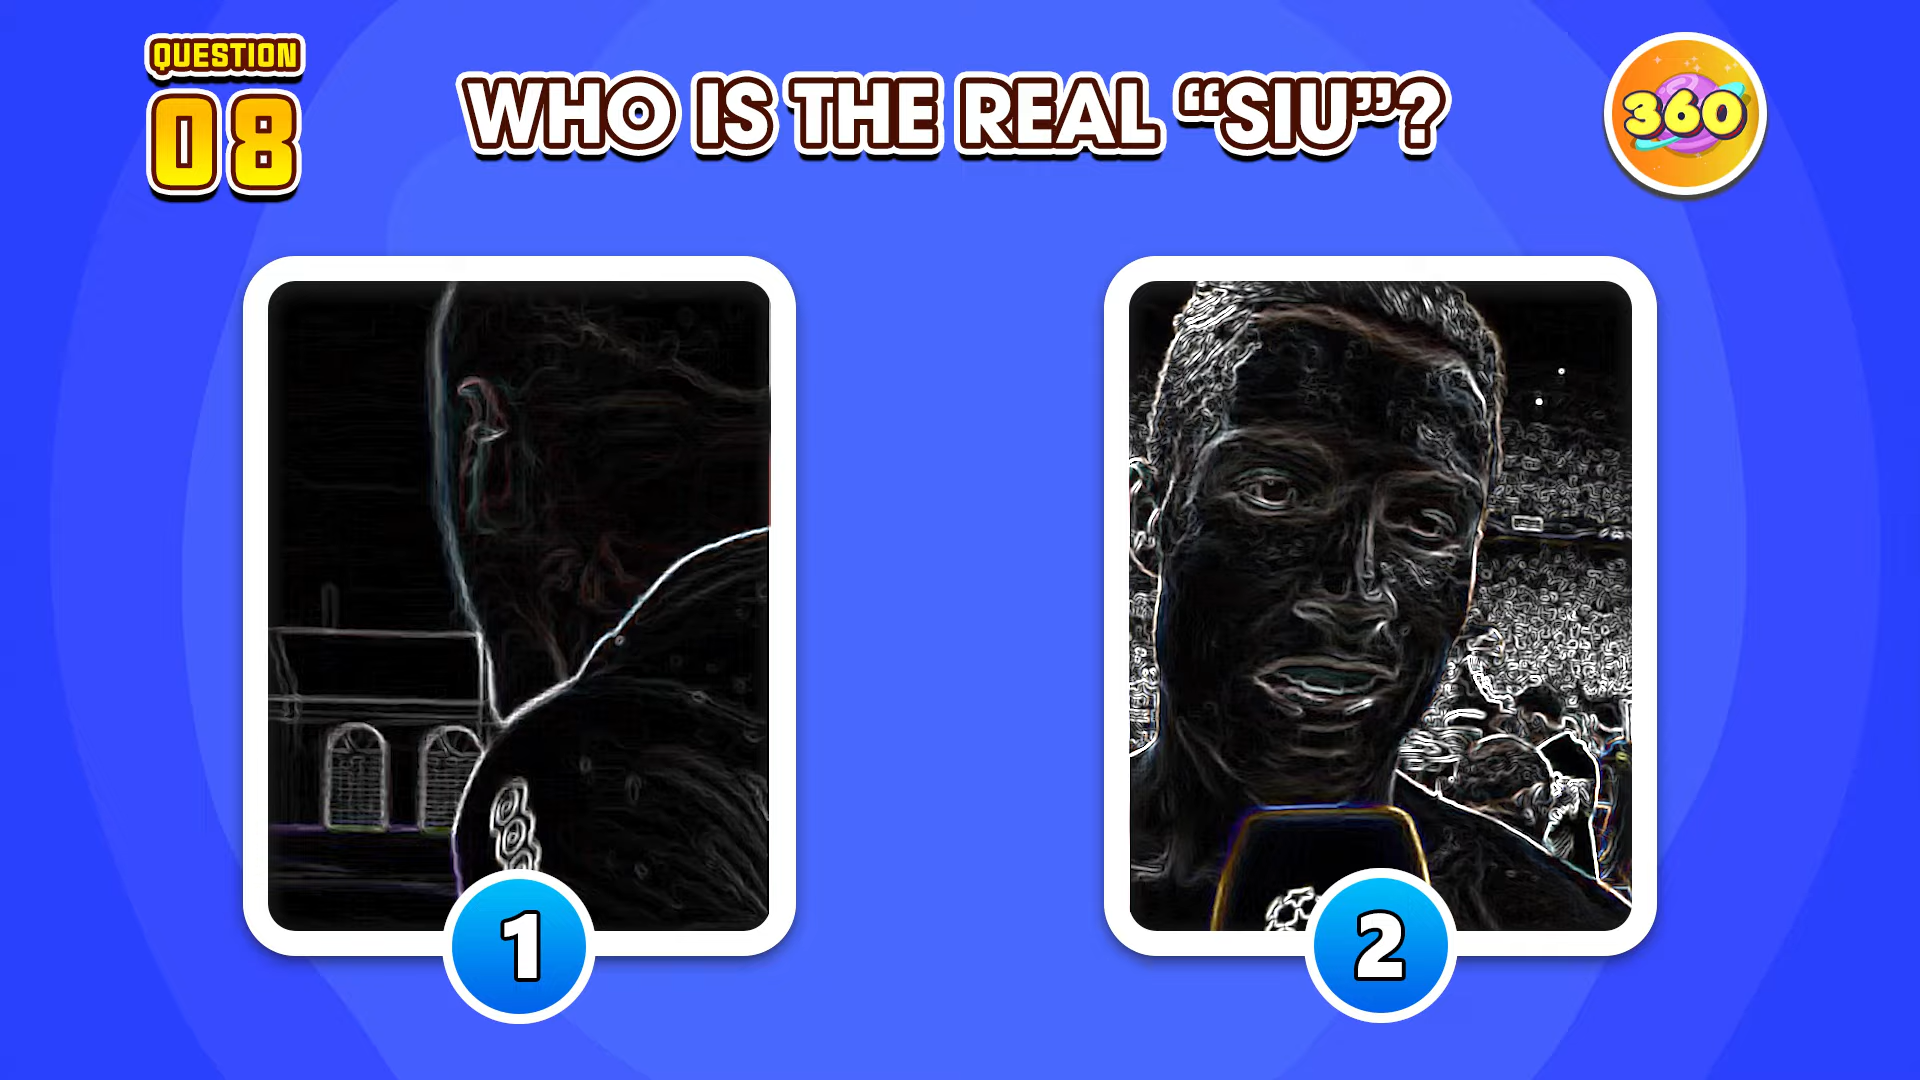 QUESTION
08
WHO IS THE REAL “SIU”?
360
1
2